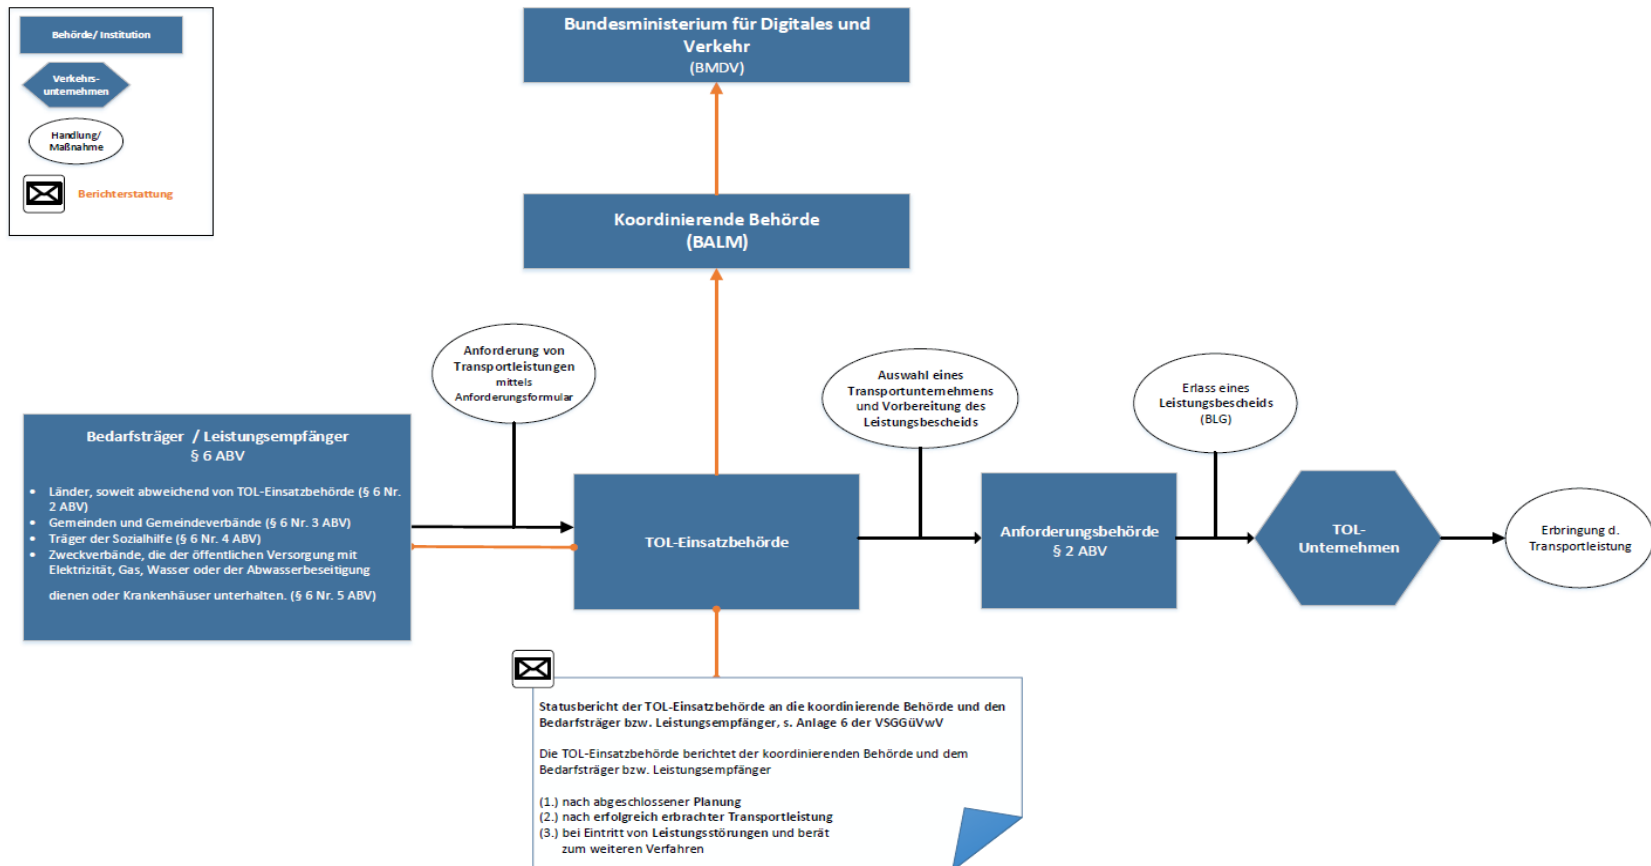 Behörde/ Institution
Verkehrs-
unternehmen
Handlung/
Maßnahme
Berichterstattung
Bundesministerium für Digitales und
Verkehr
(BMDV)
Koordinierende Behörde
(BALM)
Anforderung von
Transportleistungen
mittels
Anforderungsformular
Auswahl eines
Transportunternehmens
und Vorbereitung des
Leistungsbescheids
Erlass eines
Leistungsbescheids
(BLG)
Bedarfsträger / Leistungsempfänger
§ 6 ABV
• Länder, soweit abweichend von TOL-Einsatzbehörde (§ 6 Nr.
2 ABV)
• Gemeinden und Gemeindeverbände (§ 6 Nr. 3 ABV)
• Träger der Sozialhilfe (§ 6 Nr. 4 ABV)
• Zweckverbände, die der öffentlichen Versorgung mit
Elektrizität, Gas, Wasser oder der Abwasserbeseitigung
dienen oder Krankenhäuser unterhalten. (§ 6 Nr. 5 ABV)
TOL-Einsatzbehörde
Anforderungsbehörde
§ 2 ABV
TOL-
Unternehmen
Erbringung d.
Transportleistung
Statusbericht der TOL-Einsatzbehörde an die koordinierende Behörde und den
Bedarfsträger bzw. Leistungsempfänger, s. Anlage 6 der VSGGüVwV
Die TOL-Einsatzbehörde berichtet der koordinierenden Behörde und dem
Bedarfsträger bzw. Leistungsempfänger
(1.) nach abgeschlossener Planung
(2.) nach erfolgreich erbrachter Transportleistung
(3.) bei Eintritt von Leistungsstörungen und berät
zum weiteren Verfahren